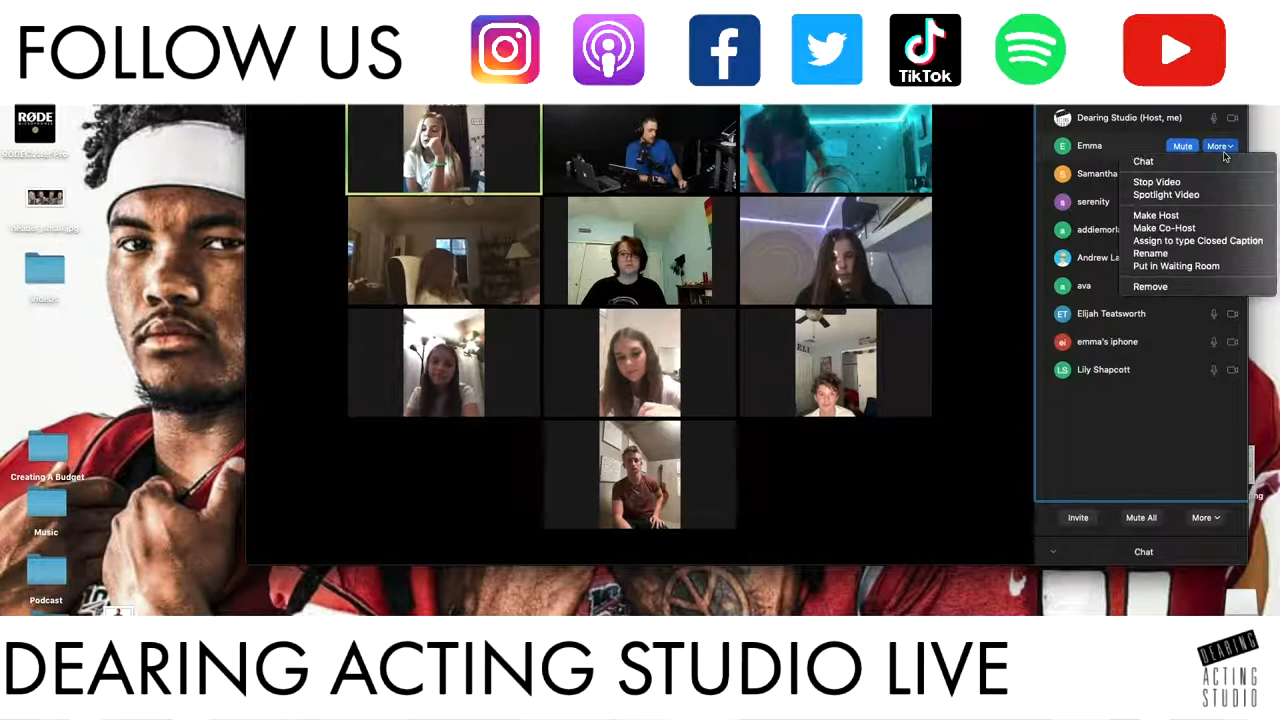 FOLLOW US
TikTok
RØDE
Videos
Creating A Budget
Music
Podcast
Dearing Studio (Host, me)
Emma
Mute
More
Samantha
serenity
Andrew La
ava
Elijah Teatsworth
emma's iphone
Lily Shapcott
Chat
Stop Video
Spotlight Video
Make Host
Make Co-Host
Assign to type Closed Caption
Rename
Put in Waiting Room
Remove
Invite
Mute All
More
Chat
DEARING ACTING STUDIO LIVE
DEARING
ACTING
STUDIO